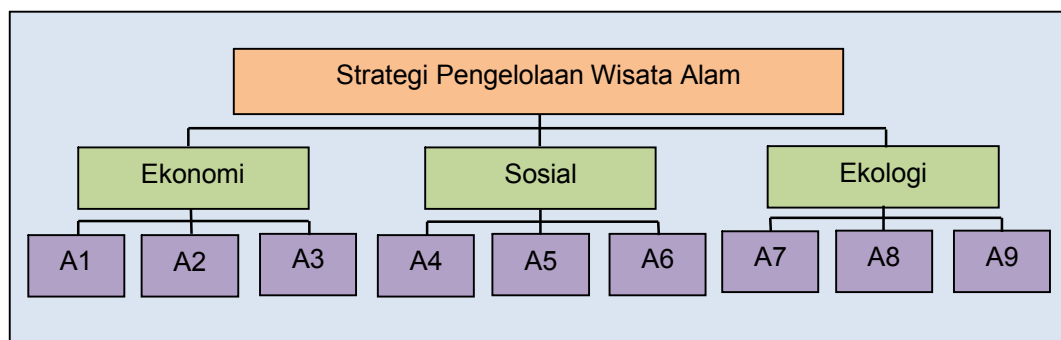 Strategi Pengelolaan Wisata Alam
Ekonomi
Sosial
Ekologi
A1
A2
A3
A4
A5
A6
A7
A8
A9